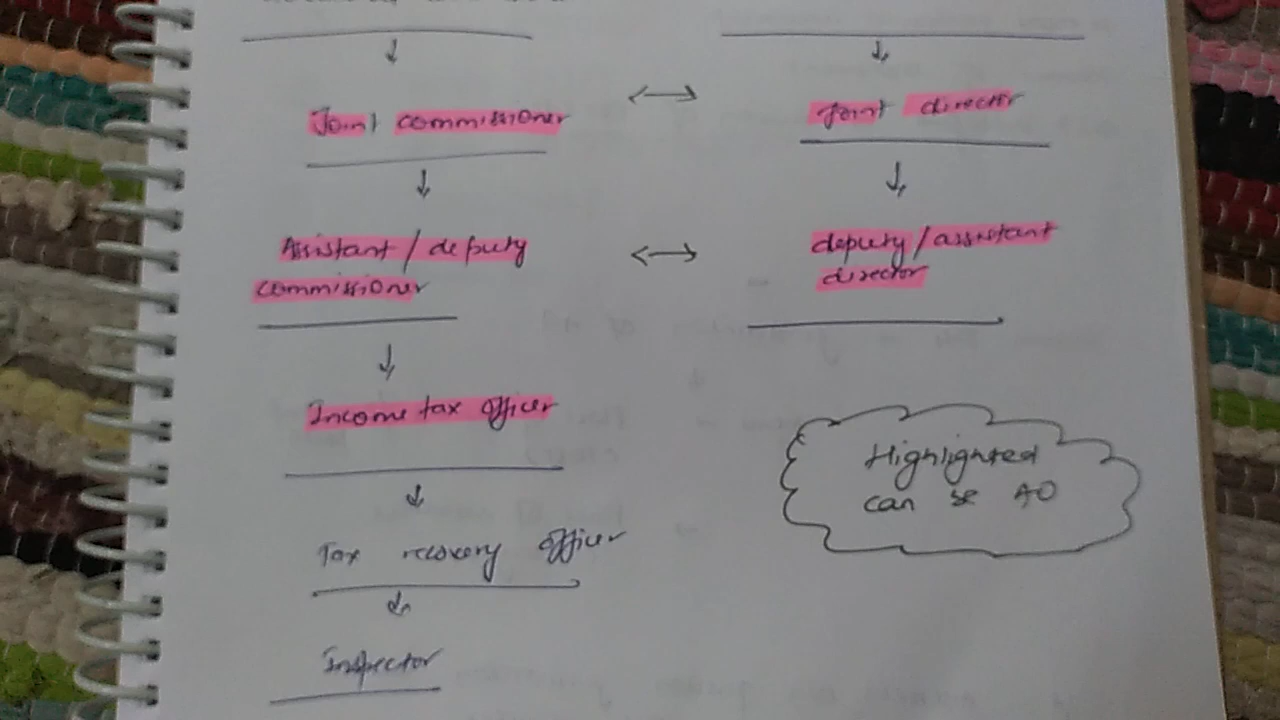 Joint commissioner
Joint director
Assistant / deputy
commissioner
deputy / assistant
director
Income tax officer
Highlighted
can be AO
Tax recovery officer
Inspector